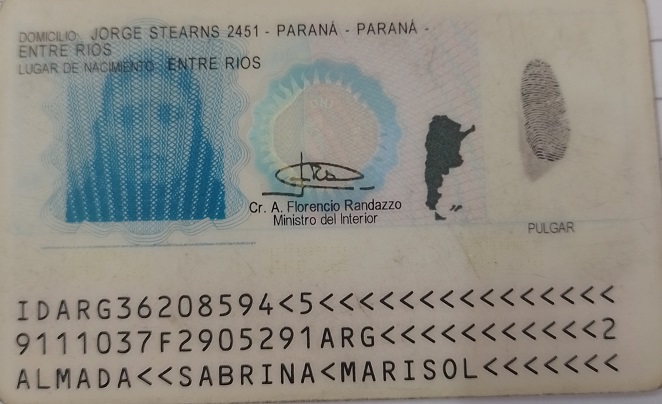 DOMICILIO: JORGE STEARNS 2451 - PARANÁ - PARANÁ -
ENTRE RIOS
LUGAR DE NACIMIENTO: ENTRE RIOS
Cr. A. Florencio Randazzo
Ministro del Interior
PULGAR
IDARG36208594<5<<<<<<<<<<<<<<<
9111037F2905291ARG<<<<<<<<<<<2
ALMADA<<SABRINA<MARISOL<<<<<<<